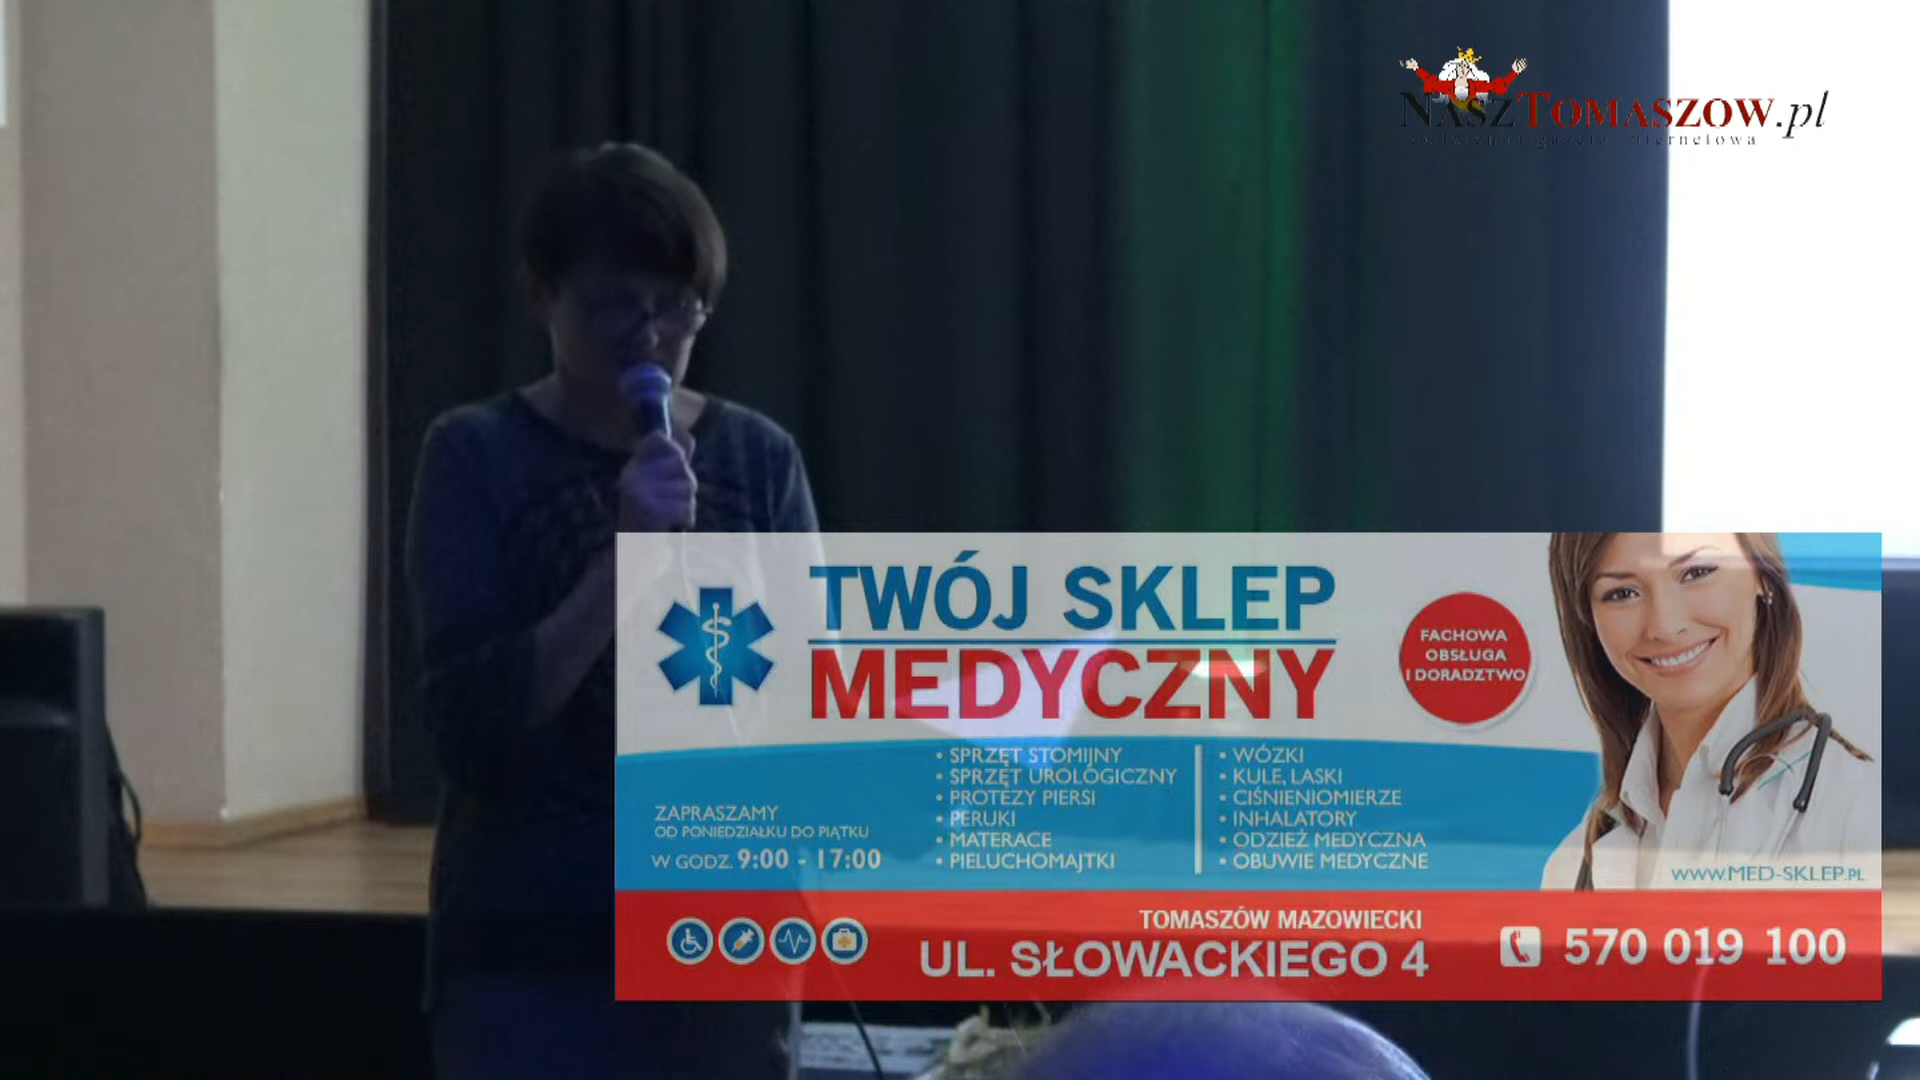 NASZTOMASZOW.pl
TWÓJ SKLEP
MEDYCZNY
FACHOWA
OBSŁUGA
I DORADZTWO
• SPRZĘT STOMIJNY
• SPRZĘT UROLOGICZNY
• PROTEZY PIERSI
• PERUKI
• MATERACE
• PIELUCHOMAJTKI
• WÓZKI
• KULE, LASKI
• CIŚNIENIOMIERZE
• INHALATORY
• ODZIEŻ MEDYCZNA
• OBUWIE MEDYCZNE
ZAPRASZAMY
OD PONIEDZIAŁKU DO PIĄTKU
W GODZ. 9:00 - 17:00
WWW.MED-SKLEP.PL
TOMASZÓW MAZOWIECKI
UL. SŁOWACKIEGO 4
570 019 100